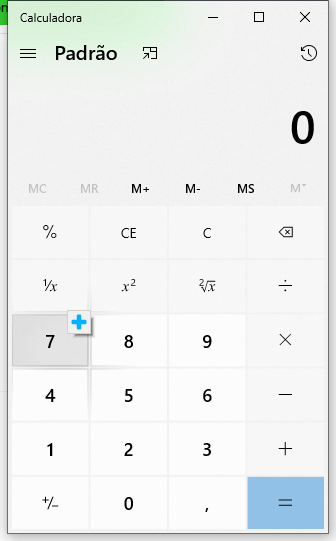 Calculadora
Padrão
0
MC MR M+ M- MS M˅
% CE C
¹/x x² ²√x ÷
7 8 9 ×
4 5 6 −
1 2 3 +
+/− 0 , =